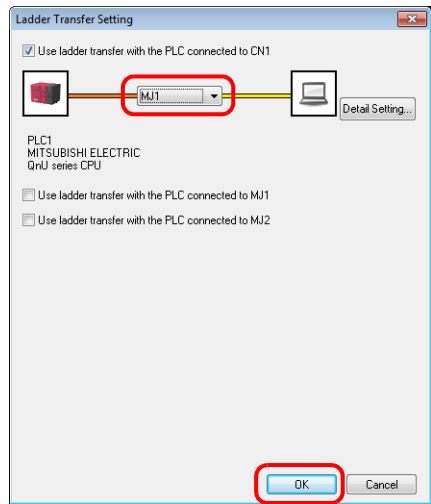 Ladder Transfer Setting
Use ladder transfer with the PLC connected to CN1
MJ1
Detail Setting...
PLC1
MITSUBISHI ELECTRIC
QnU series CPU
Use ladder transfer with the PLC connected to MJ1
Use ladder transfer with the PLC connected to MJ2
OK Cancel